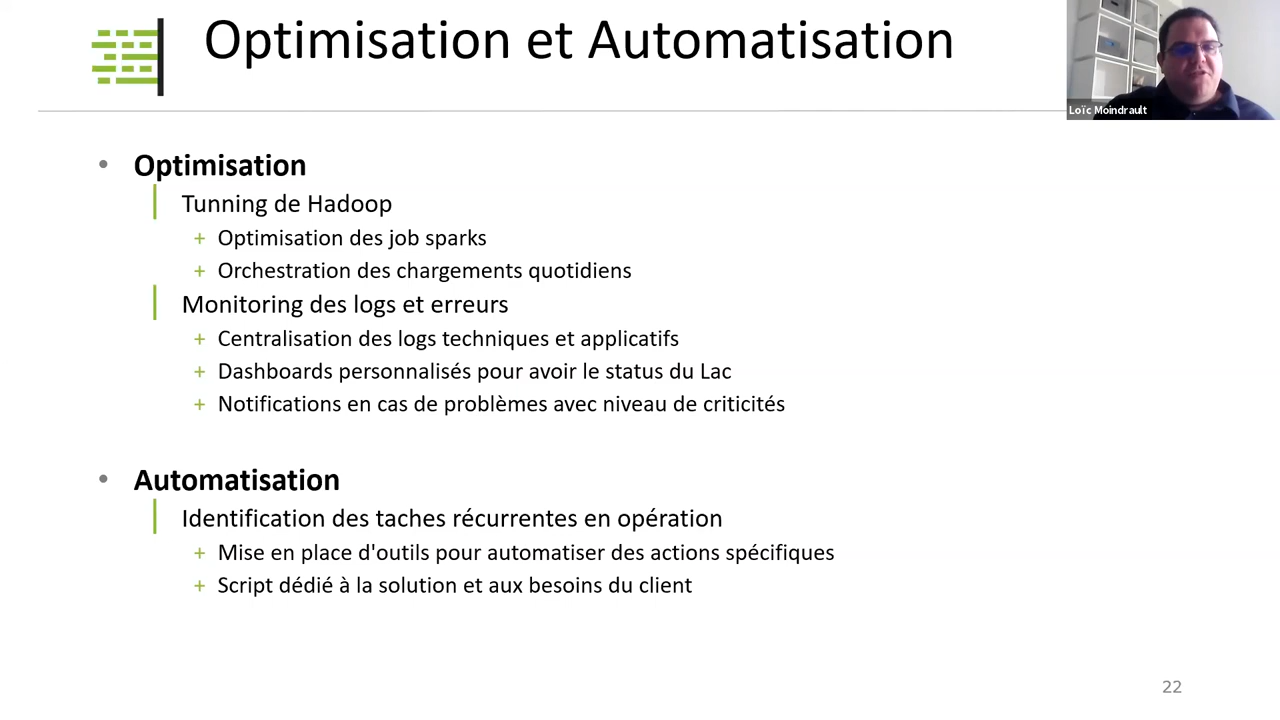 Optimisation et Automatisation
Loïc Moindrault
Optimisation
Tunning de Hadoop
+ Optimisation des job sparks
+ Orchestration des chargements quotidiens
Monitoring des logs et erreurs
+ Centralisation des logs techniques et applicatifs
+ Dashboards personnalisés pour avoir le status du Lac
+ Notifications en cas de problèmes avec niveau de criticités
Automatisation
Identification des taches récurrentes en opération
+ Mise en place d'outils pour automatiser des actions spécifiques
+ Script dédié à la solution et aux besoins du client
22